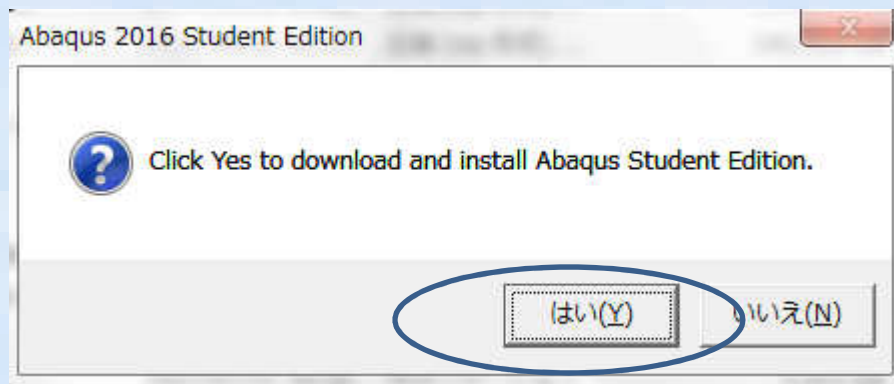 Abaqus 2016 Student Edition
Click Yes to download and install Abaqus Student Edition.
はい(Y)
いいえ(N)